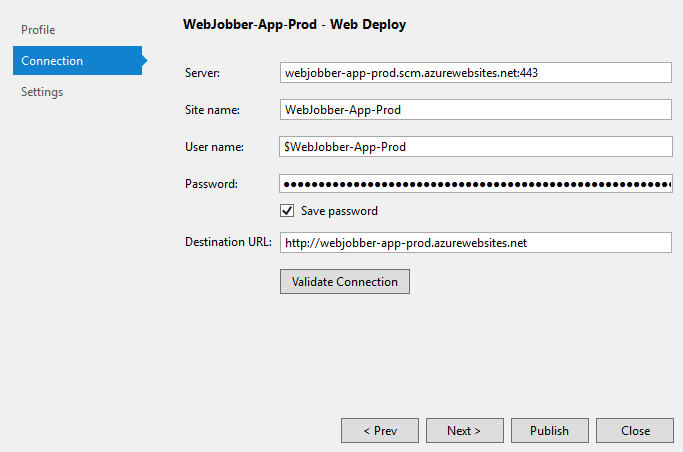 Profile
Connection
Settings
WebJobber-App-Prod - Web Deploy
Server: webjobber-app-prod.scm.azurewebsites.net:443
Site name: WebJobber-App-Prod
User name: $WebJobber-App-Prod
Password:
Save password
Destination URL: http://webjobber-app-prod.azurewebsites.net
Validate Connection
< Prev Next > Publish Close